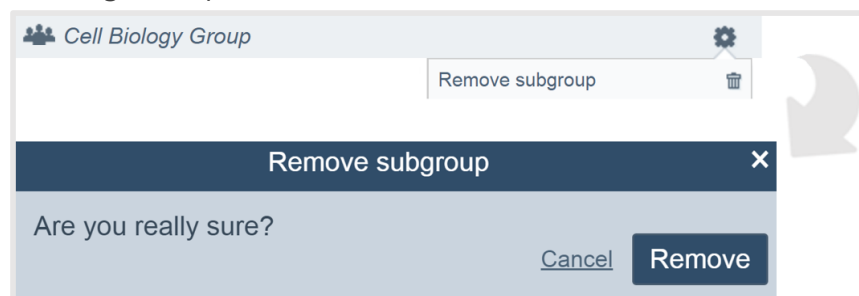 Cell Biology Group
Remove subgroup
Remove subgroup
Are you really sure?
Cancel Remove